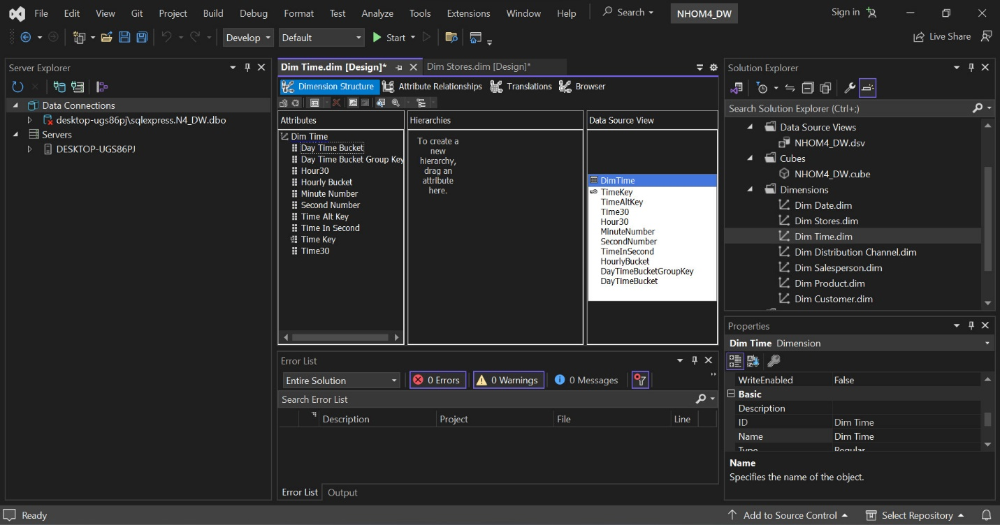 File Edit View Git Project Build Debug Format Test Analyze Tools Extensions Window Help Search NHOM4_DW Sign in
Develop Default Start Live Share
Server Explorer
Data Connections
desktop-ugs86pj\sqlexpress.N4_DW.dbo
Servers
DESKTOP-UGS86PJ
Dim Time.dim [Design]* Dim Stores.dim [Design]*
Dimension Structure Attribute Relationships Translations Browser
Attributes
Dim Time
Day Time Bucket
Day Time Bucket Group Key
Hour30
Hourly Bucket
Minute Number
Second Number
Time Alt Key
Time In Second
Time Key
Time30
Hierarchies
To create a
new
hierarchy,
drag an
attribute
here.
Data Source View
DimTime
TimeKey
TimeAltKey
Time30
Hour30
MinuteNumber
SecondNumber
TimeInSecond
HourlyBucket
DayTimeBucketGroupKey
DayTimeBucket
Error List
Entire Solution 0 Errors 0 Warnings 0 Messages
Search Error List
Description Project File Line
Error List Output
Solution Explorer
Search Solution Explorer (Ctrl+;)
Data Source Views
NHOM4_DW.dsv
Cubes
NHOM4_DW.cube
Dimensions
Dim Date.dim
Dim Stores.dim
Dim Time.dim
Dim Distribution Channel.dim
Dim Salesperson.dim
Dim Product.dim
Dim Customer.dim
Properties
Dim Time Dimension
WriteEnabled False
Basic
Description
ID Dim Time
Name Dim Time
Type Regular
Name
Specifies the name of the object.
Ready Add to Source Control Select Repository